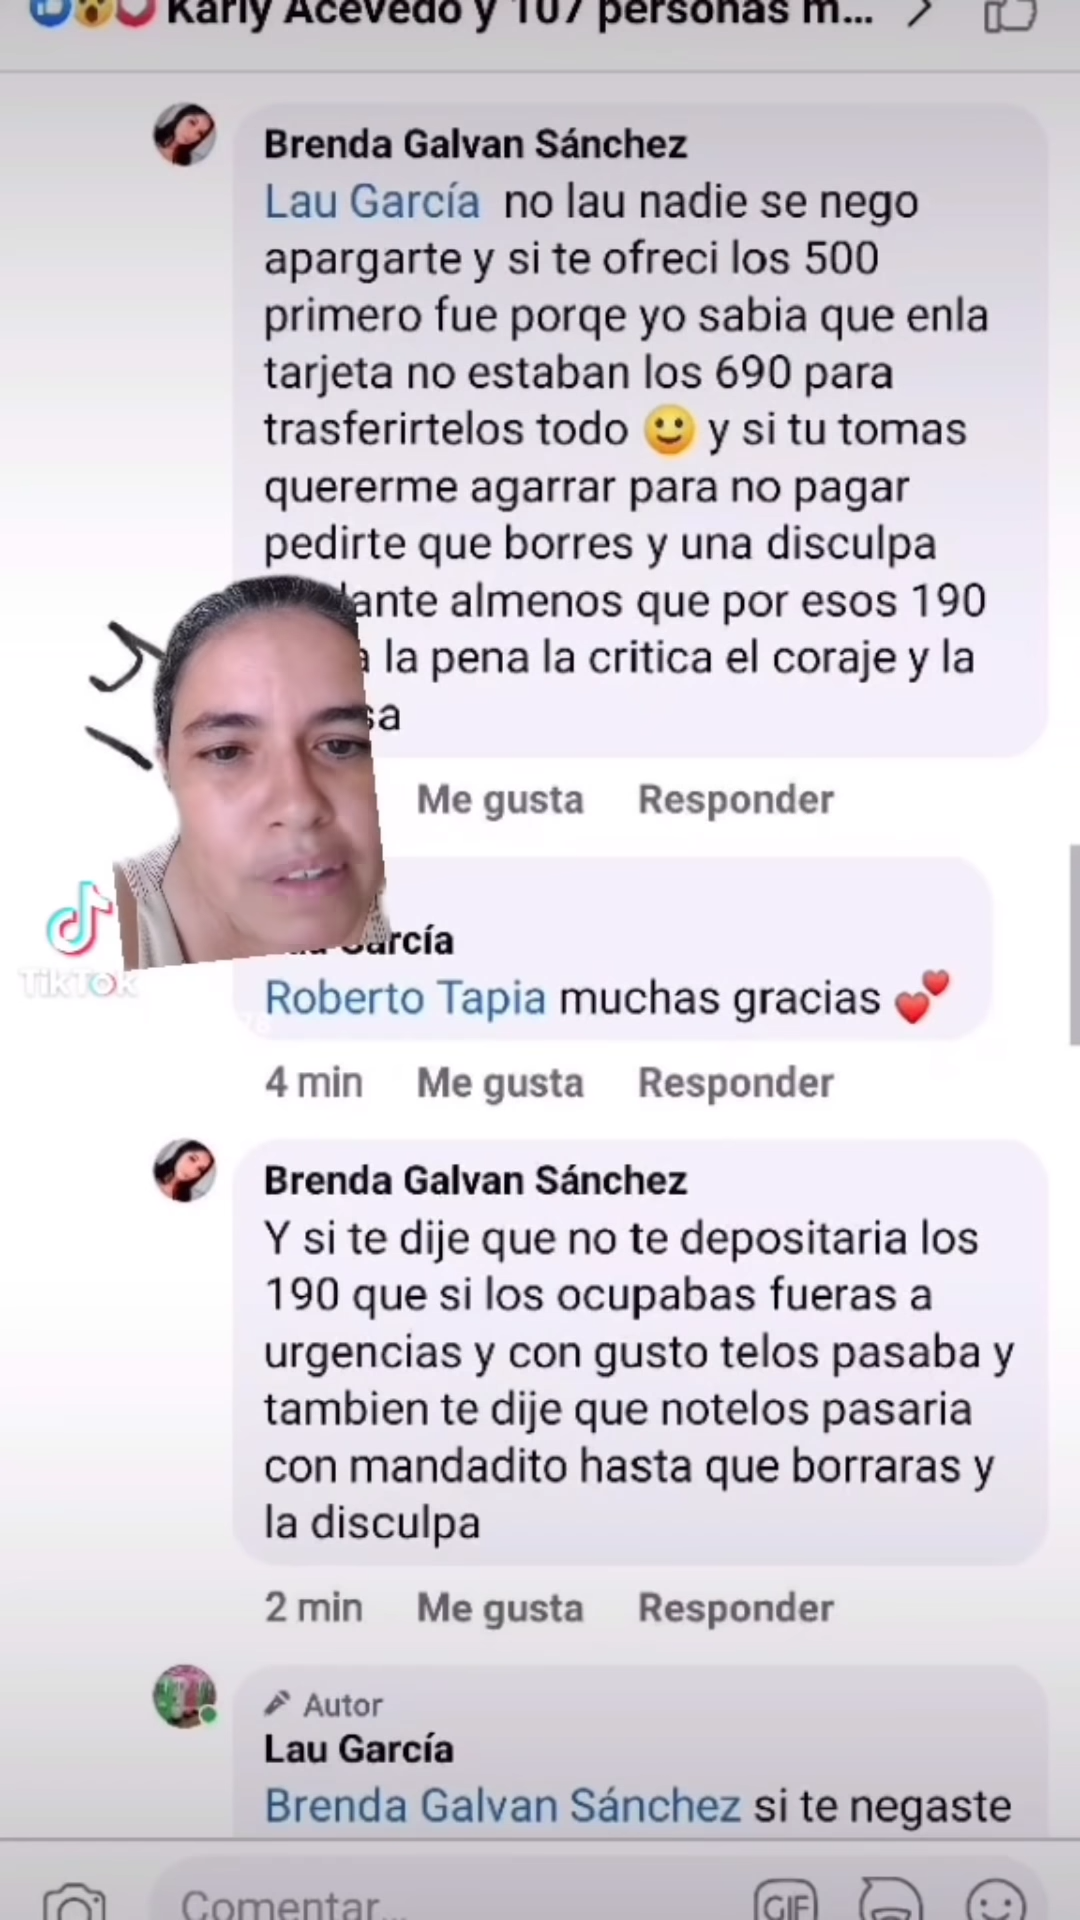 Karly Acevedo y 107 personas m...
Brenda Galvan Sánchez
Lau García no lau nadie se nego
apargarte y si te ofreci los 500
primero fue porqe yo sabia que enla
tarjeta no estaban los 690 para
trasferirtelos todo 🙂 y si tu tomas
quererme agarrar para no pagar
pedirte que borres y una disculpa
almenos que por esos 190
la pena la critica el coraje y la
Me gusta Responder
García
Roberto Tapia muchas gracias 💕
4 min Me gusta Responder
TikTok
Brenda Galvan Sánchez
Y si te dije que no te depositaria los
190 que si los ocupabas fueras a
urgencias y con gusto telos pasaba y
tambien te dije que notelos pasaria
con mandadito hasta que borraras y
la disculpa
2 min Me gusta Responder
Autor
Lau García
Brenda Galvan Sánchez si te negaste
Comentar...
GIF